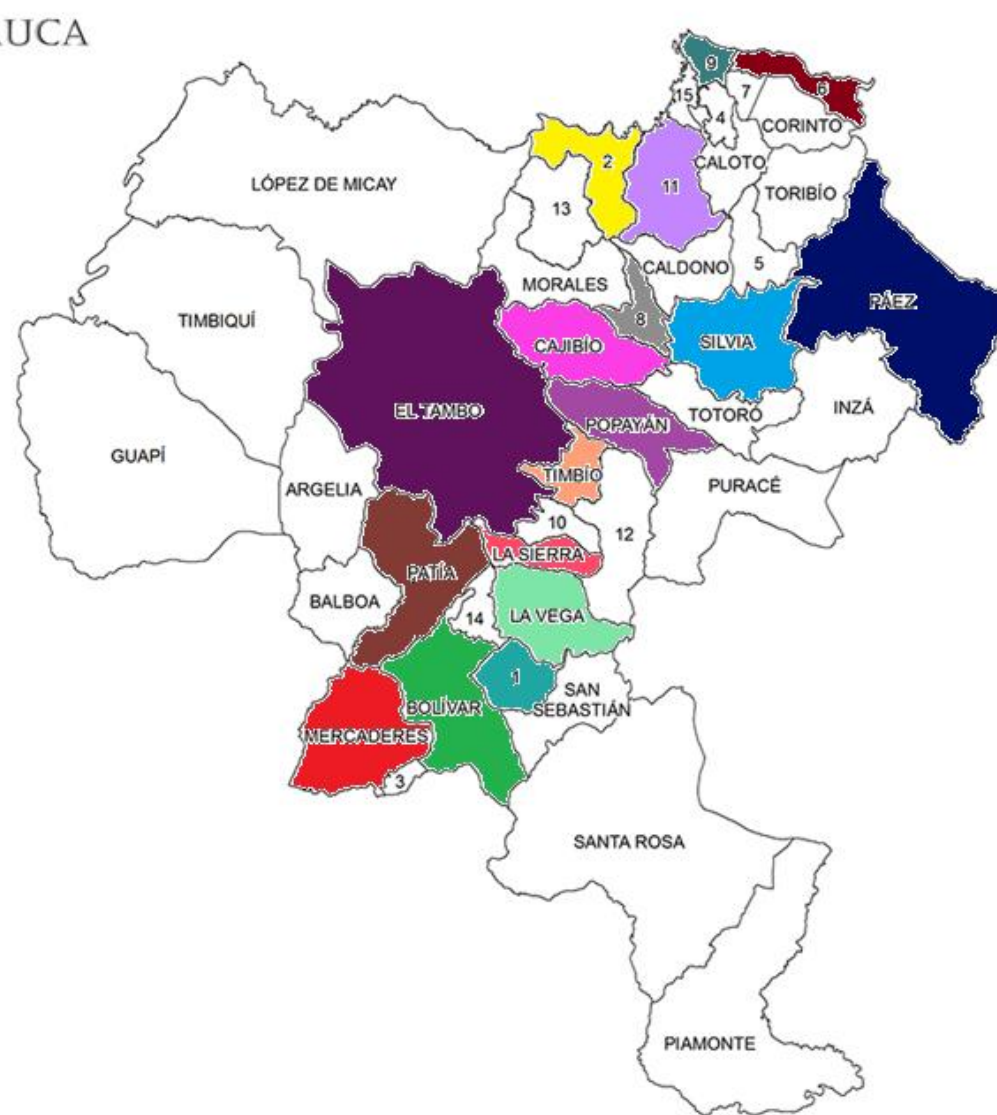 UCA
9
6
15
7
4
CORINTO
2
CALOTO
LÓPEZ DE MICAY
11
TORIBÍO
13
5
CALDONO
MORALES
PÁEZ
TIMBIQUÍ
8
CAJIBÍO
SILVIA
EL TAMBO
TOTORÓ
INZÁ
POPAYÁN
GUAPÍ
TIMBÍO
ARGELIA
PURACÉ
10
12
LA SIERRA
PATÍA
BALBOA
14
LA VEGA
1
SAN
SEBASTIÁN
BOLÍVAR
MERCADERES
3
SANTA ROSA
PIAMONTE